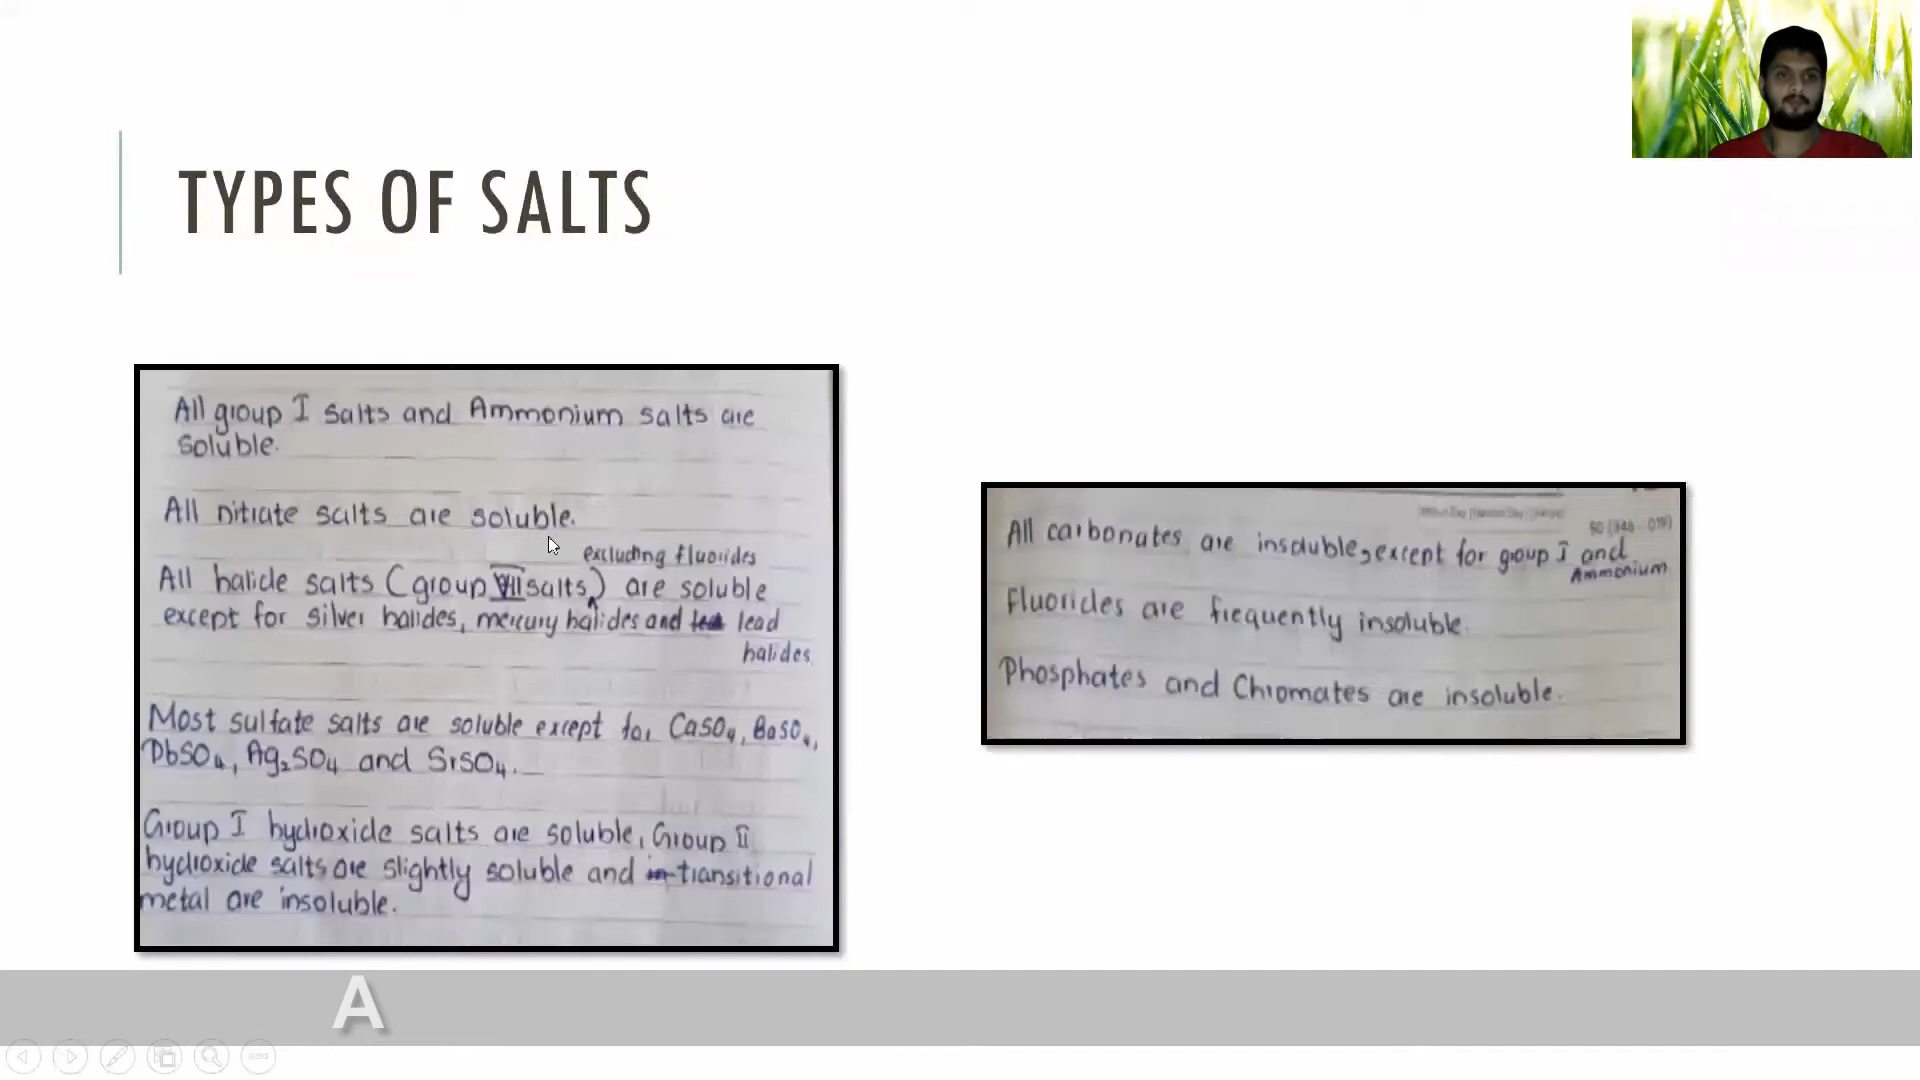 TYPES OF SALTS
All group I salts and Ammonium salts are
soluble.
All nitrate salts are soluble.
excluding fluorides
All halide salts (group VII salts) are soluble
except for silver halides, mercury halides and lead
halides.
Most sulfate salts are soluble except for CaSO4, BaSO4,
PbSO4, Ag2SO4 and SrSO4.
Group I hydroxide salts are soluble, Group II
hydroxide salts are slightly soluble and transitional
metal are insoluble.
All carbonates are insoluble, except for group I and
Ammonium
Fluorides are frequently insoluble.
Phosphates and Chromates are insoluble.
A